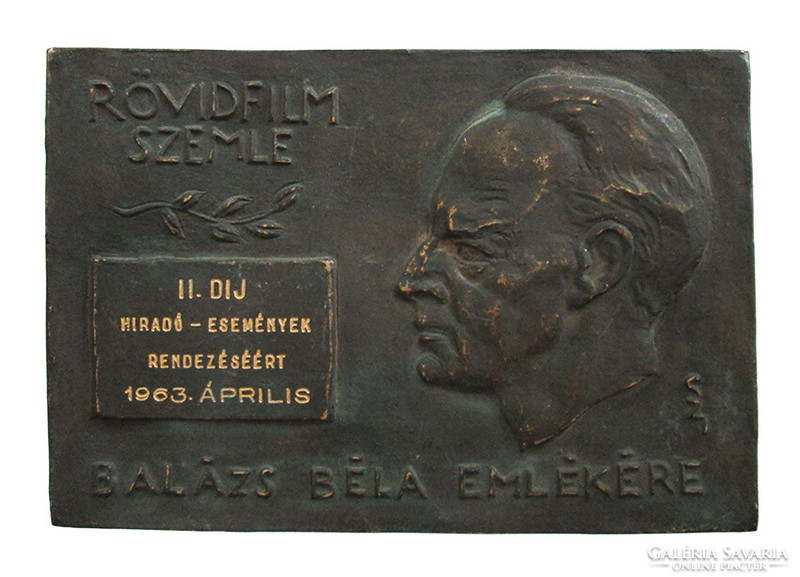 RÖVIDFILM
SZEMLE
II. DIJ
HIRADÓ – ESEMÉNYEK
RENDEZÉSÉÉRT
1963. ÁPRILIS
BALÁZS BÉLA EMLÉKÉRE
GALÉRIA SAVARIA
ONLINE PIACTÉR